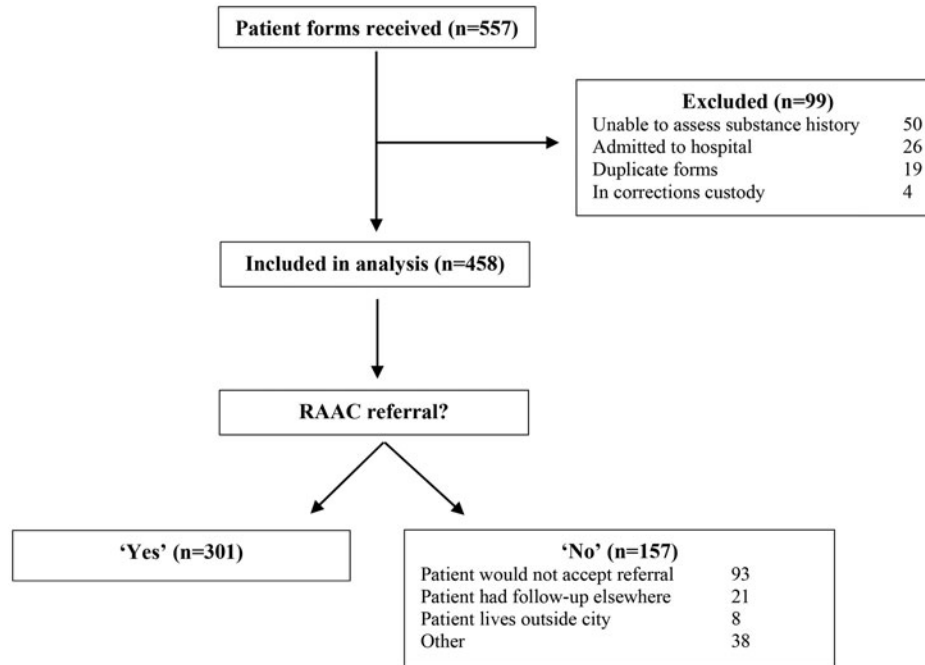 Patient forms received (n=557)
Excluded (n=99)
Unable to assess substance history 50
Admitted to hospital 26
Duplicate forms 19
In corrections custody 4
Included in analysis (n=458)
RAAC referral?
‘Yes’ (n=301)
‘No’ (n=157)
Patient would not accept referral 93
Patient had follow-up elsewhere 21
Patient lives outside city 8
Other 38